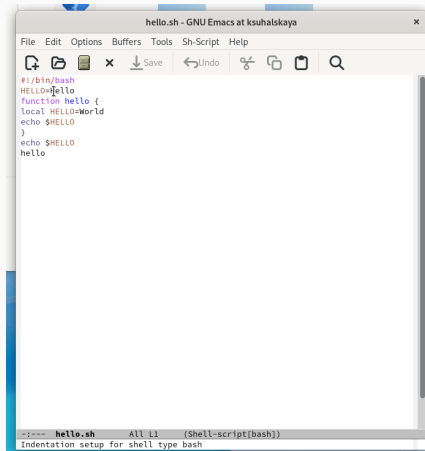 hello.sh - GNU Emacs at ksuhalskaya
File Edit Options Buffers Tools Sh-Script Help
Save Undo
#!/bin/bash
HELLO=Hello
function hello {
local HELLO=World
echo $HELLO
}
echo $HELLO
hello
-:--- hello.sh All L1 (Shell-script[bash])
Indentation setup for shell type bash